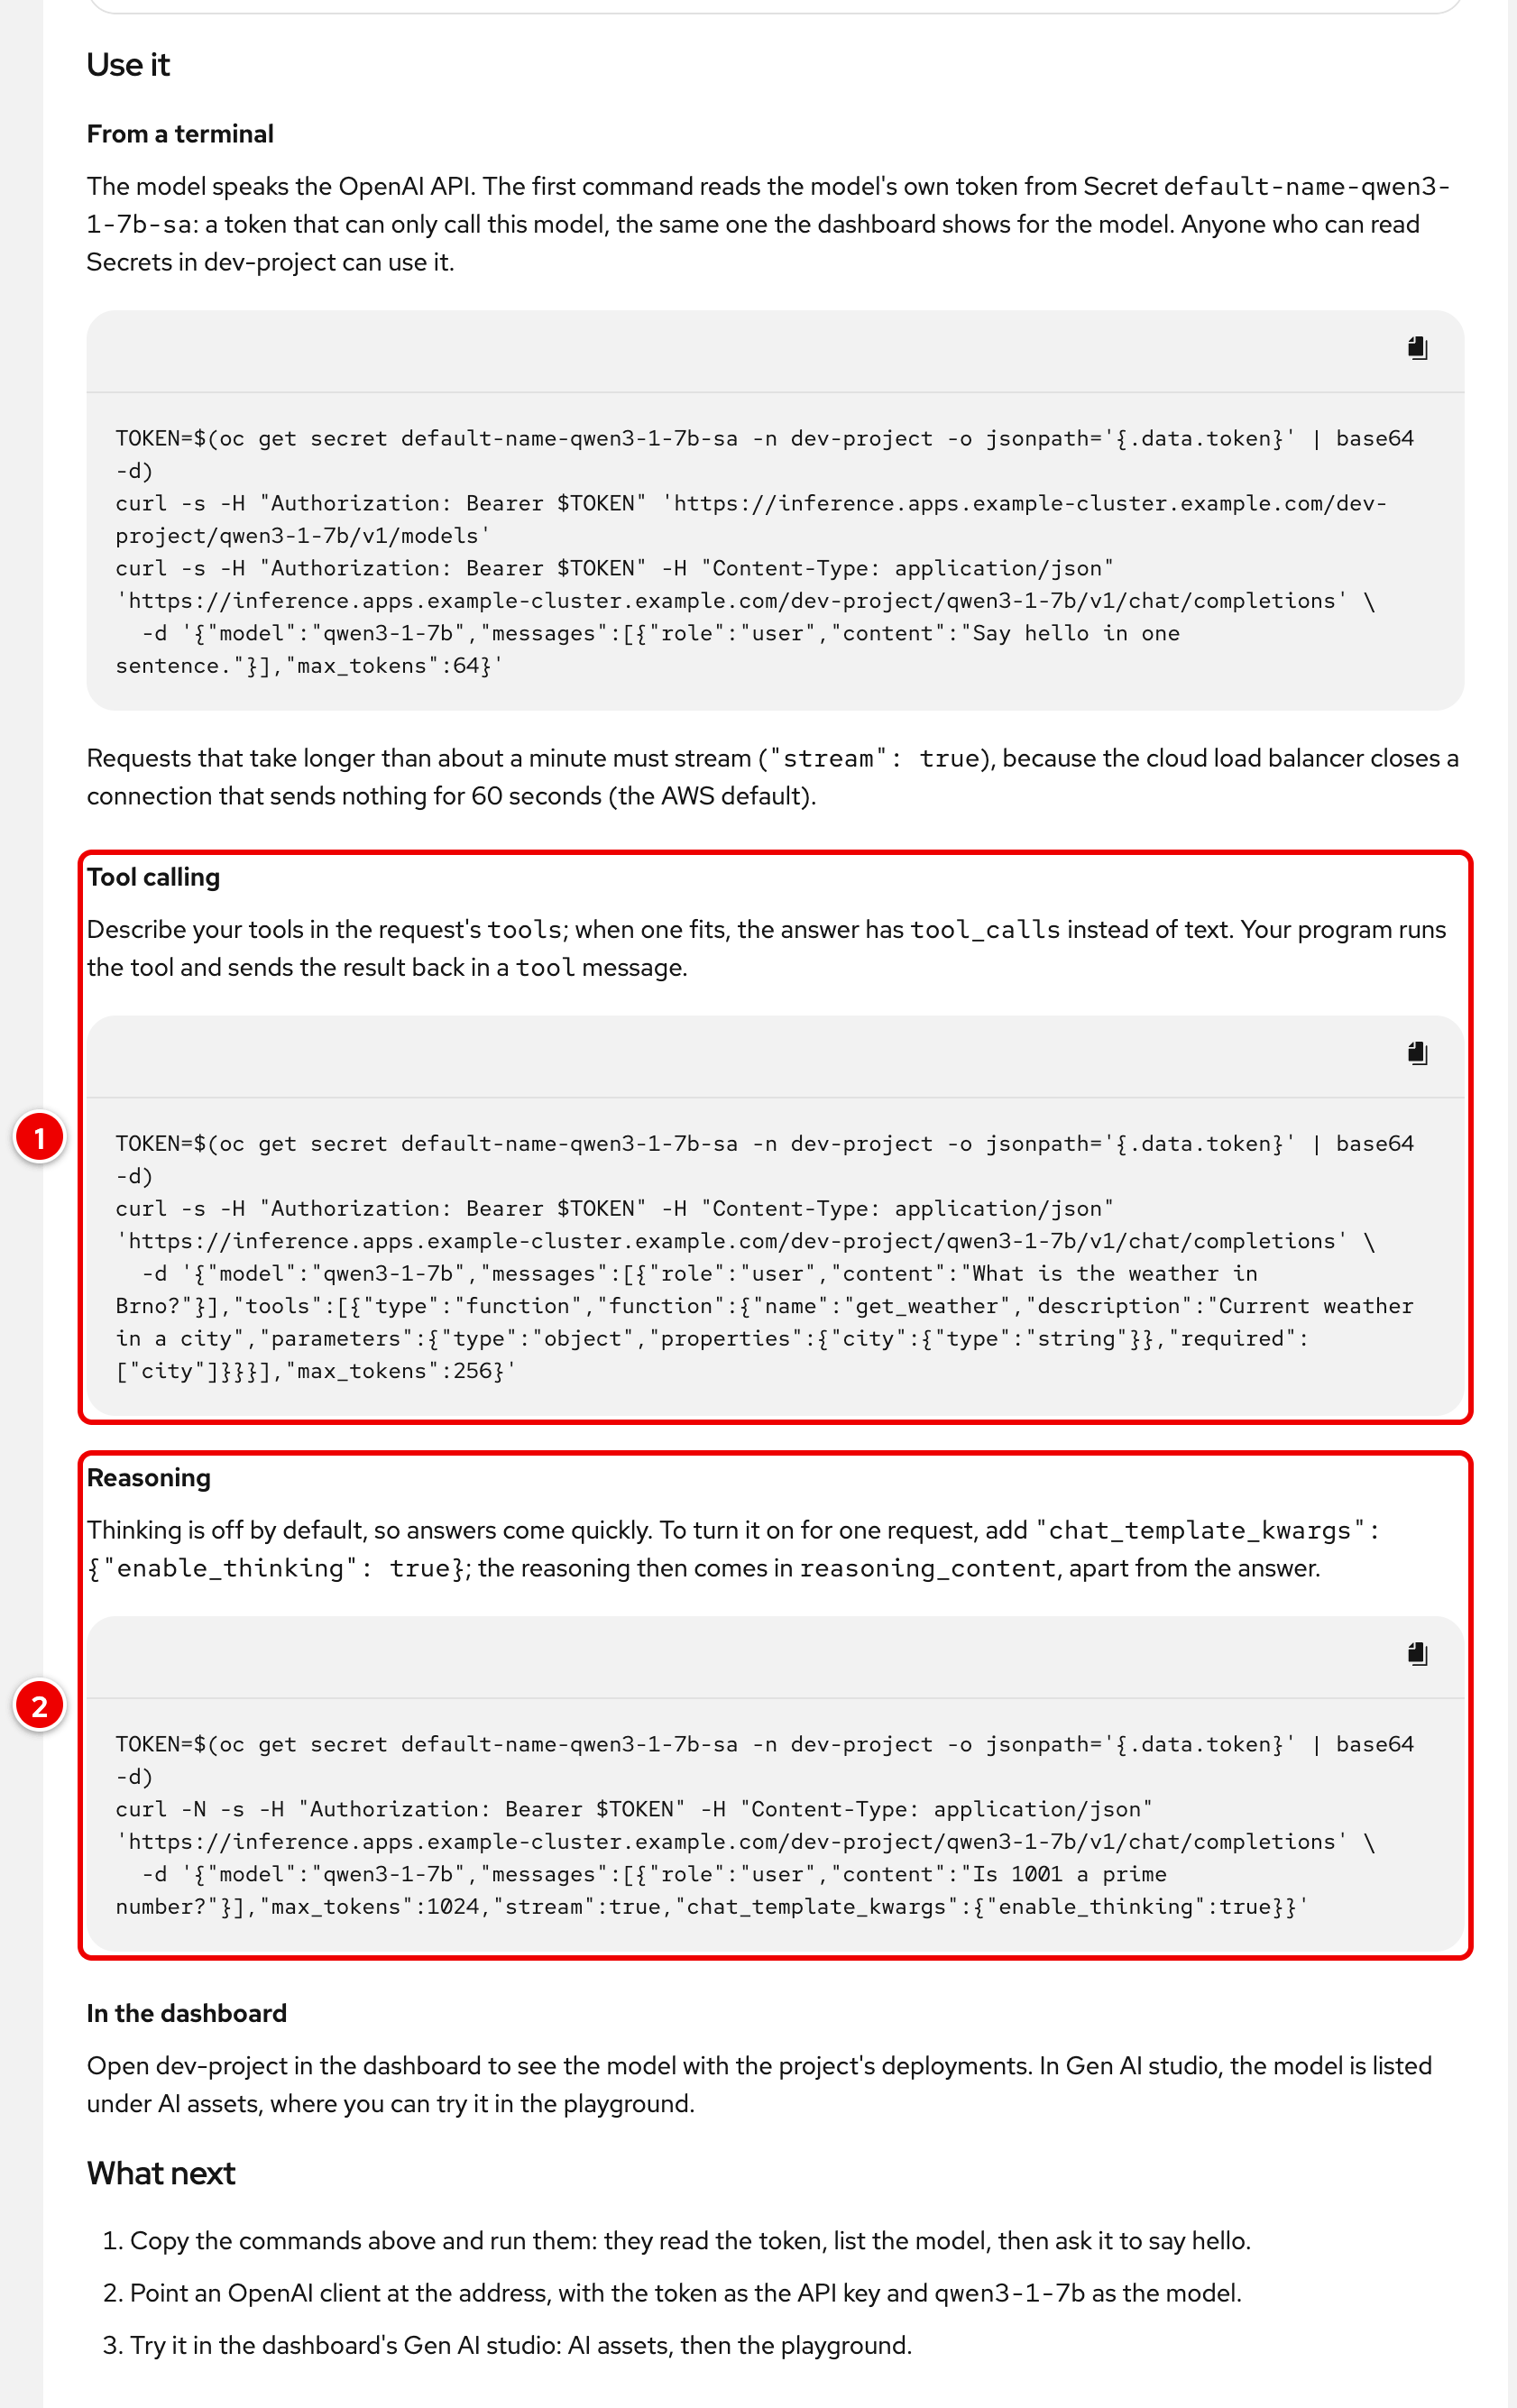 Use it
From a terminal
The model speaks the OpenAI API. The first command reads the model's own token from Secret default-name-qwen3-
1-7b-sa: a token that can only call this model, the same one the dashboard shows for the model. Anyone who can read
Secrets in dev-project can use it.
TOKEN=$(oc get secret default-name-qwen3-1-7b-sa -n dev-project -o jsonpath='{.data.token}' | base64
-d)
curl -s -H "Authorization: Bearer $TOKEN" 'https://inference.apps.example-cluster.example.com/dev-
project/qwen3-1-7b/v1/models'
curl -s -H "Authorization: Bearer $TOKEN" -H "Content-Type: application/json"
'https://inference.apps.example-cluster.example.com/dev-project/qwen3-1-7b/v1/chat/completions' \
  -d '{"model":"qwen3-1-7b","messages":[{"role":"user","content":"Say hello in one
sentence."}],"max_tokens":64}'
Requests that take longer than about a minute must stream ("stream": true), because the cloud load balancer closes a
connection that sends nothing for 60 seconds (the AWS default).
Tool calling
Describe your tools in the request's tools; when one fits, the answer has tool_calls instead of text. Your program runs
the tool and sends the result back in a tool message.
1
TOKEN=$(oc get secret default-name-qwen3-1-7b-sa -n dev-project -o jsonpath='{.data.token}' | base64
-d)
curl -s -H "Authorization: Bearer $TOKEN" -H "Content-Type: application/json"
'https://inference.apps.example-cluster.example.com/dev-project/qwen3-1-7b/v1/chat/completions' \
  -d '{"model":"qwen3-1-7b","messages":[{"role":"user","content":"What is the weather in
Brno?"}],"tools":[{"type":"function","function":{"name":"get_weather","description":"Current weather
in a city","parameters":{"type":"object","properties":{"city":{"type":"string"}},"required":
["city"]}}}],"max_tokens":256}'
Reasoning
Thinking is off by default, so answers come quickly. To turn it on for one request, add "chat_template_kwargs":
{"enable_thinking": true}; the reasoning then comes in reasoning_content, apart from the answer.
2
TOKEN=$(oc get secret default-name-qwen3-1-7b-sa -n dev-project -o jsonpath='{.data.token}' | base64
-d)
curl -N -s -H "Authorization: Bearer $TOKEN" -H "Content-Type: application/json"
'https://inference.apps.example-cluster.example.com/dev-project/qwen3-1-7b/v1/chat/completions' \
  -d '{"model":"qwen3-1-7b","messages":[{"role":"user","content":"Is 1001 a prime
number?"}],"max_tokens":1024,"stream":true,"chat_template_kwargs":{"enable_thinking":true}}'
In the dashboard
Open dev-project in the dashboard to see the model with the project's deployments. In Gen AI studio, the model is listed
under AI assets, where you can try it in the playground.
What next
1. Copy the commands above and run them: they read the token, list the model, then ask it to say hello.
2. Point an OpenAI client at the address, with the token as the API key and qwen3-1-7b as the model.
3. Try it in the dashboard's Gen AI studio: AI assets, then the playground.